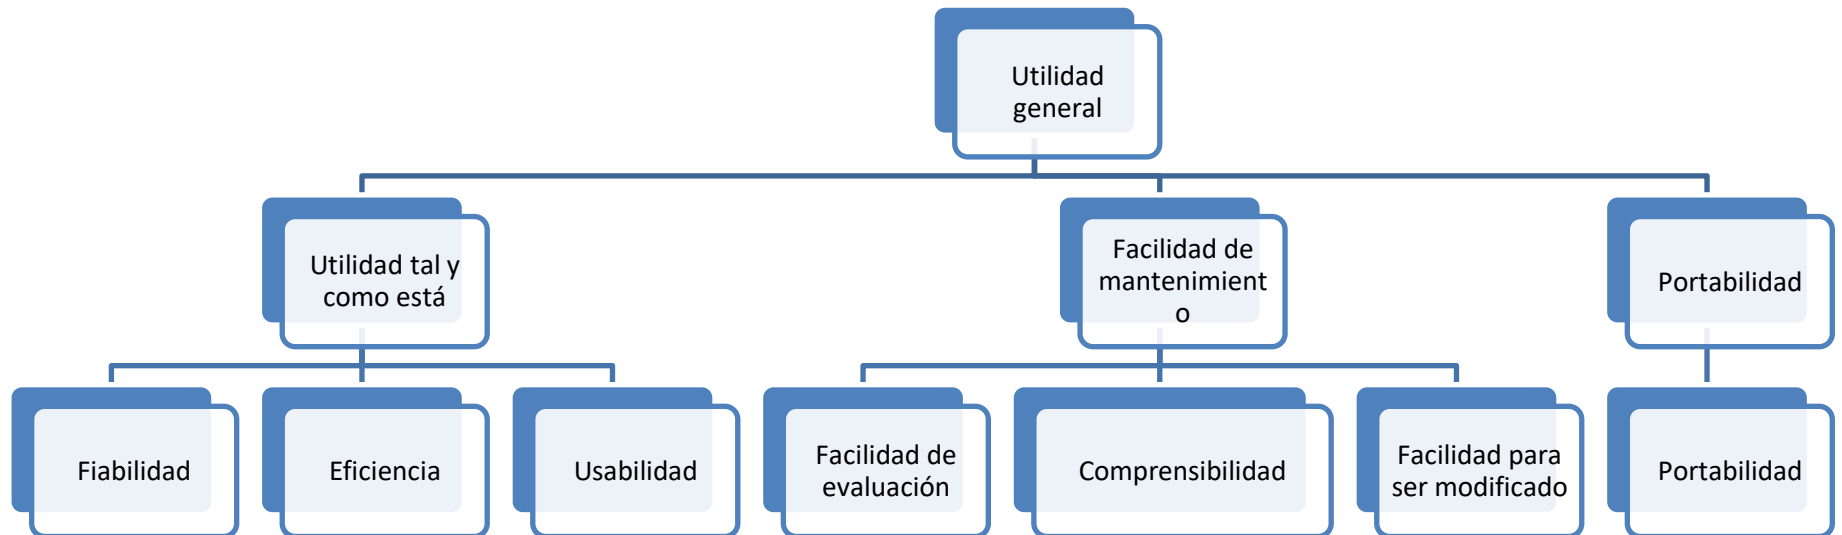 Utilidad
general
Utilidad tal y
como está
Facilidad de
mantenimient
o
Portabilidad
Fiabilidad
Eficiencia
Usabilidad
Facilidad de
evaluación
Comprensibilidad
Facilidad para
ser modificado
Portabilidad